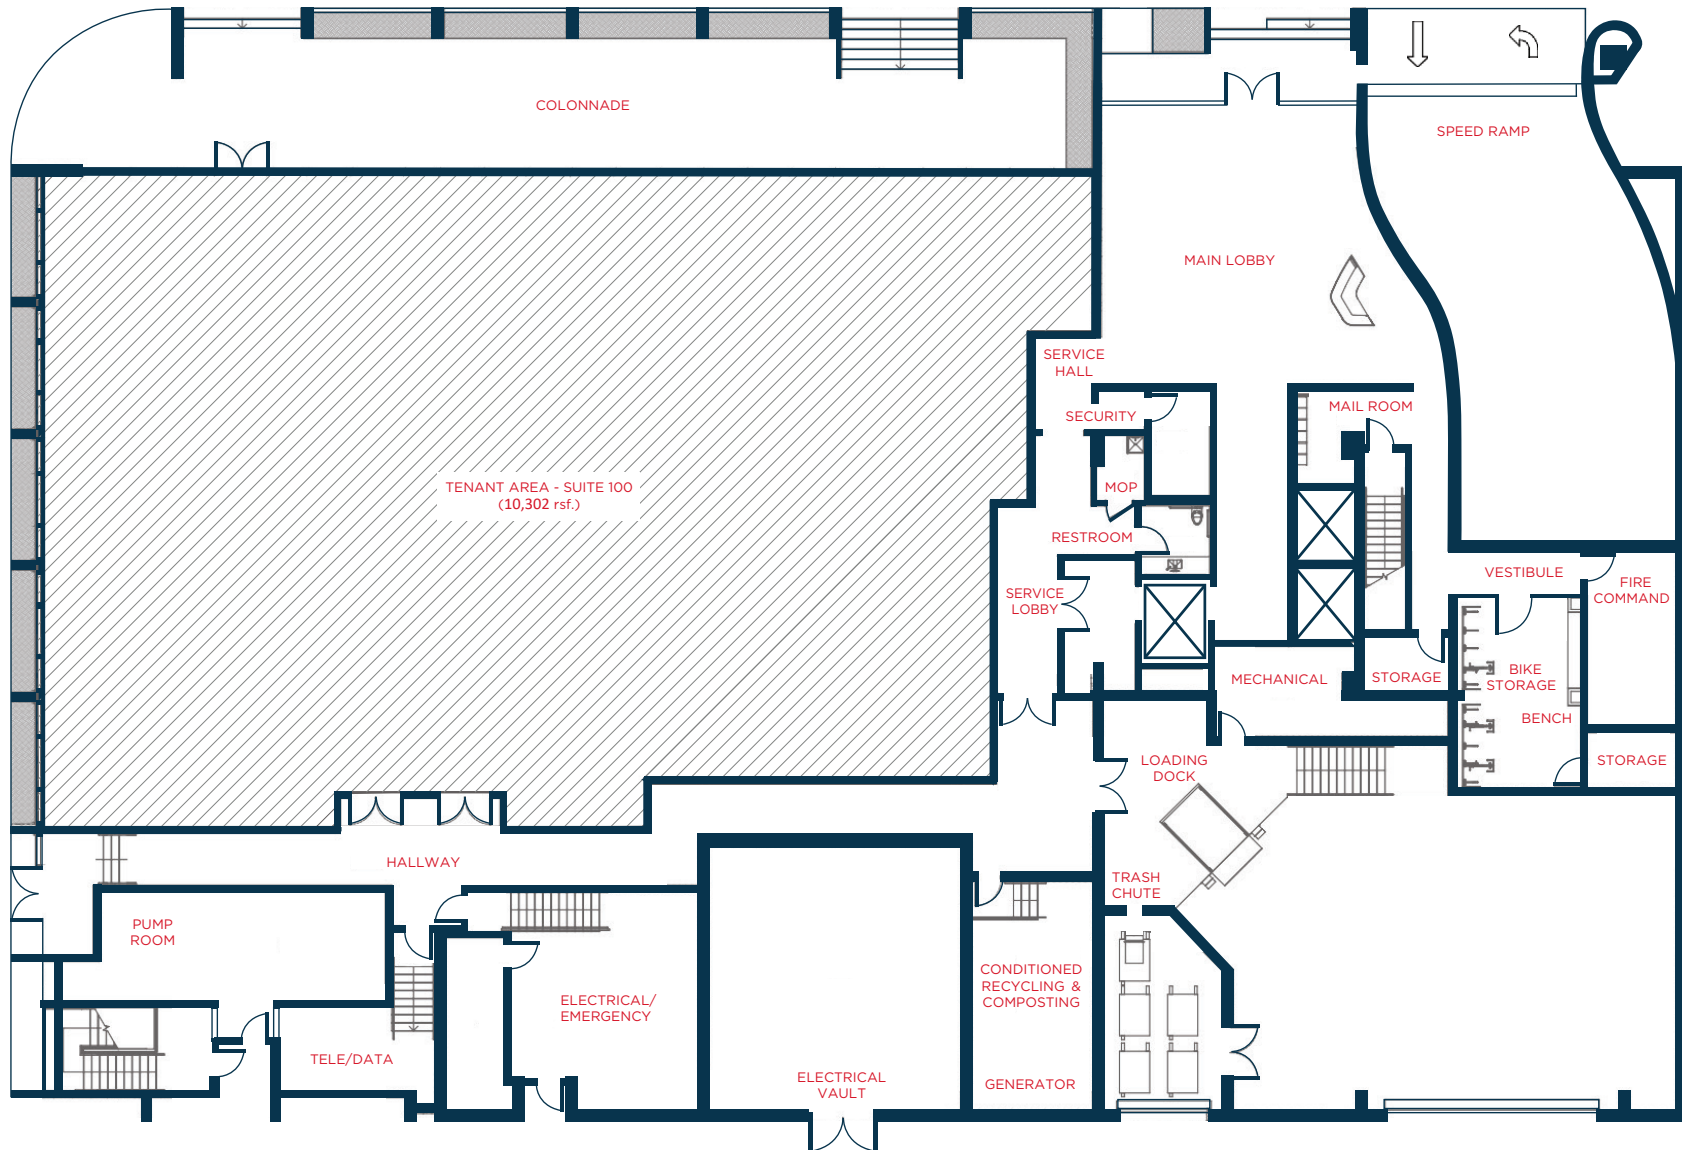 COLONNADE
SPEED RAMP
MAIN LOBBY
SERVICE
HALL
SECURITY
MAIL ROOM
TENANT AREA - SUITE 100
(10,302 rsf.)
MOP
RESTROOM
VESTIBULE
FIRE
COMMAND
SERVICE
LOBBY
MECHANICAL
STORAGE
BIKE
STORAGE
BENCH
LOADING
DOCK
STORAGE
HALLWAY
TRASH
CHUTE
PUMP
ROOM
CONDITIONED
RECYCLING &
COMPOSTING
ELECTRICAL/
EMERGENCY
TELE/DATA
ELECTRICAL
VAULT
GENERATOR